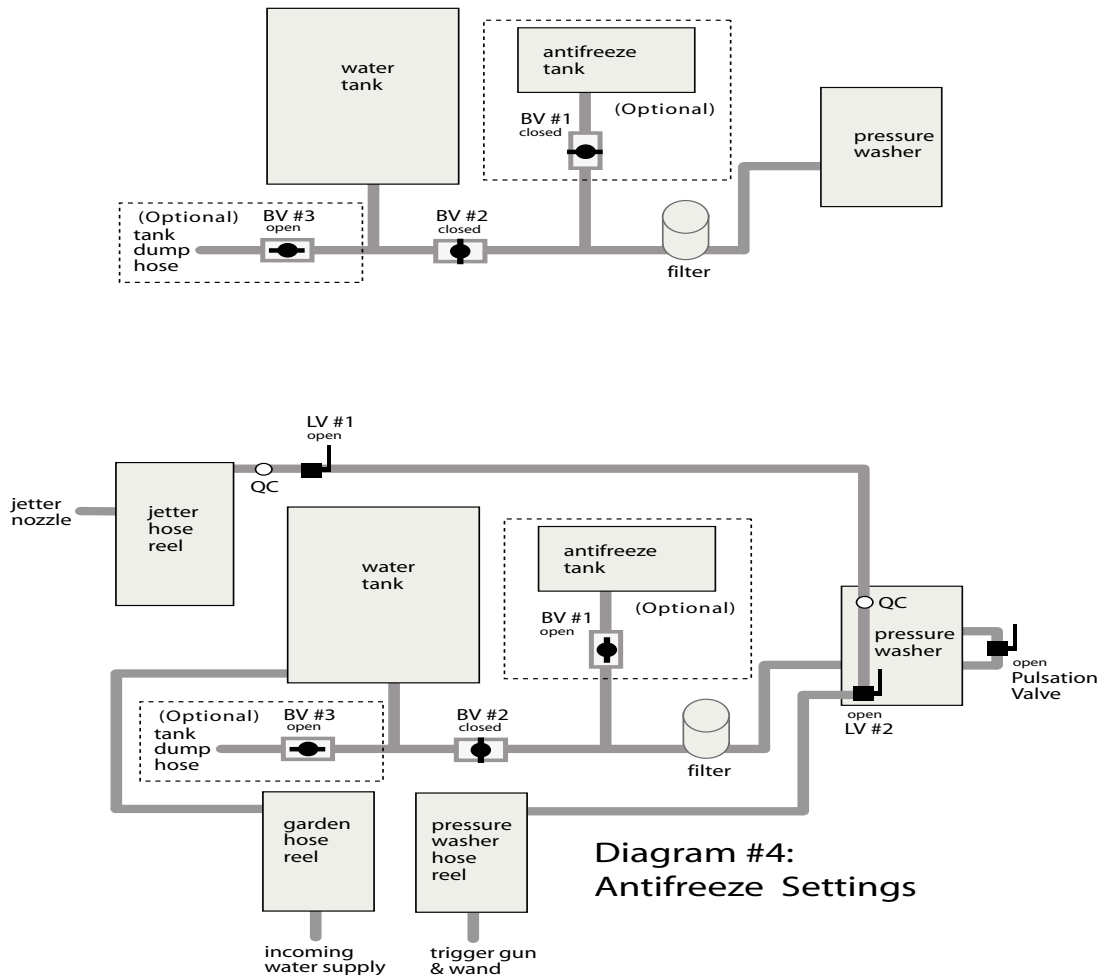 water
tank
antifreeze
tank
(Optional)
BV #1
closed
pressure
washer
(Optional)
tank
dump
hose
BV #3
open
BV #2
closed
filter
LV #1
open
QC
jetter
nozzle
jetter
hose
reel
water
tank
antifreeze
tank
(Optional)
BV #1
open
QC
pressure
washer
open
Pulsation
Valve
open
LV #2
(Optional)
tank
dump
hose
BV #3
open
BV #2
closed
filter
garden
hose
reel
pressure
washer
hose
reel
Diagram #4:
Antifreeze Settings
incoming
water supply
trigger gun
& wand